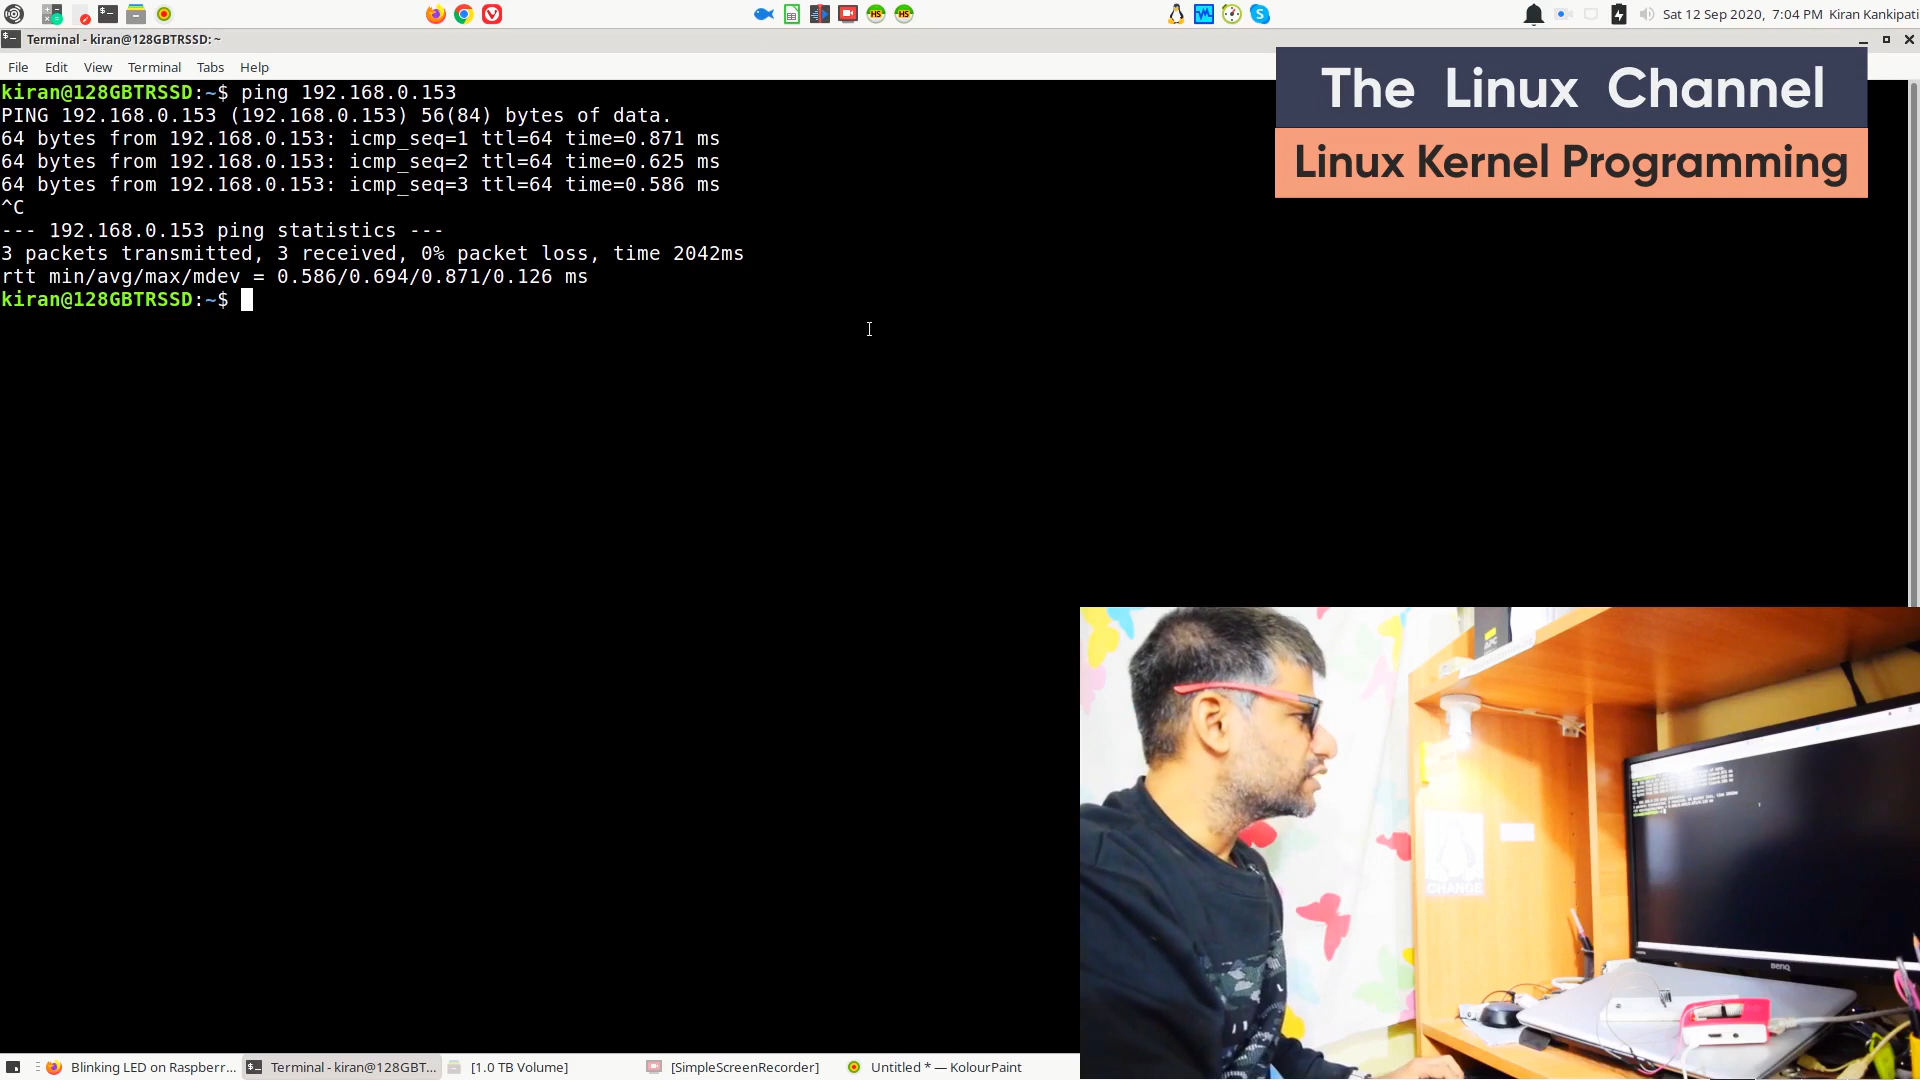 Sat 12 Sep 2020, 7:04 PM Kiran Kankipati
Terminal - kiran@128GBTRSSD: ~
File Edit View Terminal Tabs Help
The Linux Channel
Linux Kernel Programming
kiran@128GBTRSSD:~$ ping 192.168.0.153
PING 192.168.0.153 (192.168.0.153) 56(84) bytes of data.
64 bytes from 192.168.0.153: icmp_seq=1 ttl=64 time=0.871 ms
64 bytes from 192.168.0.153: icmp_seq=2 ttl=64 time=0.625 ms
64 bytes from 192.168.0.153: icmp_seq=3 ttl=64 time=0.586 ms
^C
--- 192.168.0.153 ping statistics ---
3 packets transmitted, 3 received, 0% packet loss, time 2042ms
rtt min/avg/max/mdev = 0.586/0.694/0.871/0.126 ms
kiran@128GBTRSSD:~$
CHANGE
BenQ
Blinking LED on Raspberr... Terminal - kiran@128GBT... [1.0 TB Volume] [SimpleScreenRecorder] Untitled * — KolourPaint